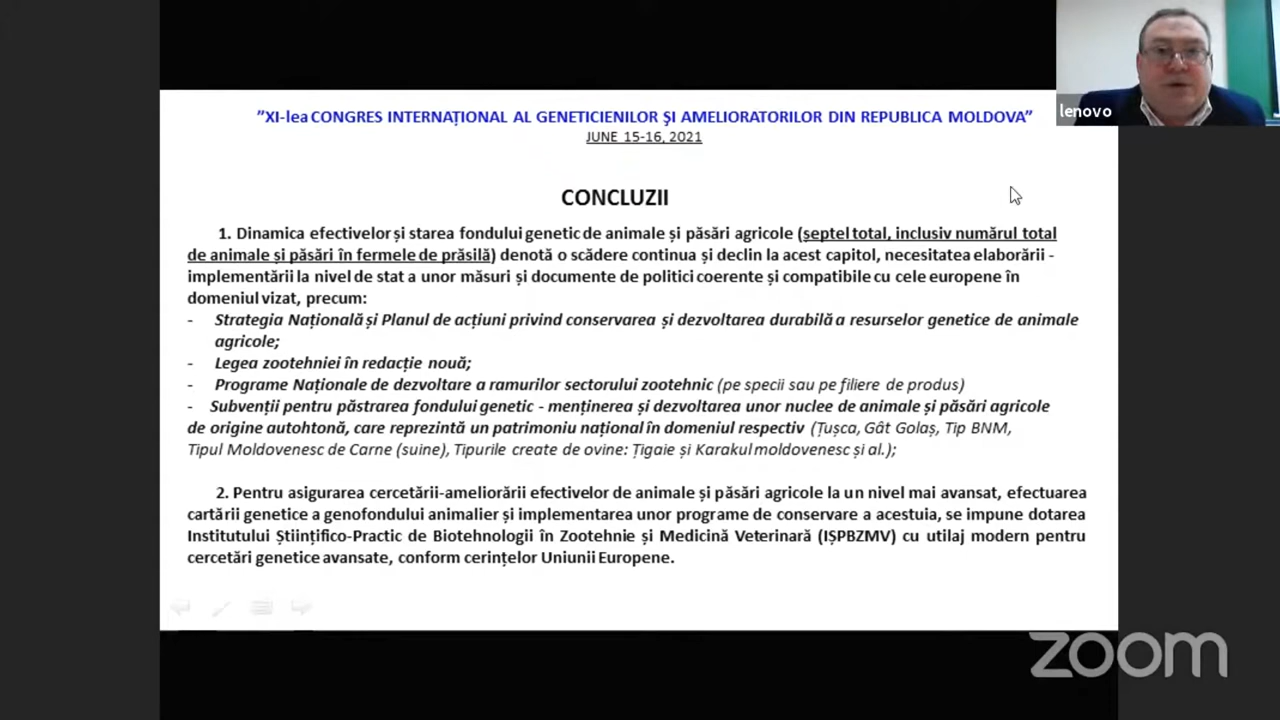 ”XI-lea CONGRES INTERNAȚIONAL AL GENETICIENILOR ŞI AMELIORATORILOR DIN REPUBLICA MOLDOVA”
JUNE 15-16, 2021
lenovo
CONCLUZII
1. Dinamica efectivelor și starea fondului genetic de animale și păsări agricole (șeptel total, inclusiv numărul total
de animale și păsări în fermele de prăsilă) denotă o scădere continua și declin la acest capitol, necesitatea elaborării -
implementării la nivel de stat a unor măsuri și documente de politici coerente și compatibile cu cele europene în
domeniul vizat, precum:
- Strategia Națională și Planul de acțiuni privind conservarea și dezvoltarea durabilă a resurselor genetice de animale
agricole;
- Legea zootehniei în redacție nouă;
- Programe Naționale de dezvoltare a ramurilor sectorului zootehnic (pe specii sau pe filiere de produs)
- Subvenții pentru păstrarea fondului genetic - menținerea și dezvoltarea unor nuclee de animale și păsări agricole
de origine autohtonă, care reprezintă un patrimoniu național în domeniul respectiv (Țușca, Gât Golaș, Tip BNM,
Tipul Moldovenesc de Carne (suine), Tipurile create de ovine: Țigaie și Karakul moldovenesc și al.);
2. Pentru asigurarea cercetării-ameliorării efectivelor de animale și păsări agricole la un nivel mai avansat, efectuarea
cartării genetice a genofondului animalier și implementarea unor programe de conservare a acestuia, se impune dotarea
Institutului Științifico-Practic de Biotehnologii în Zootehnie și Medicină Veterinară (IȘPBZMV) cu utilaj modern pentru
cercetări genetice avansate, conform cerințelor Uniunii Europene.
zoom